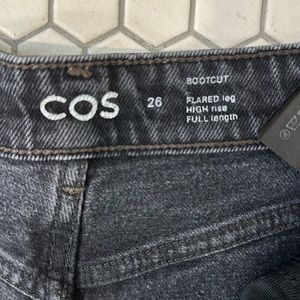 COS
26
BOOTCUT
FLARED leg
HIGH rise
FULL length